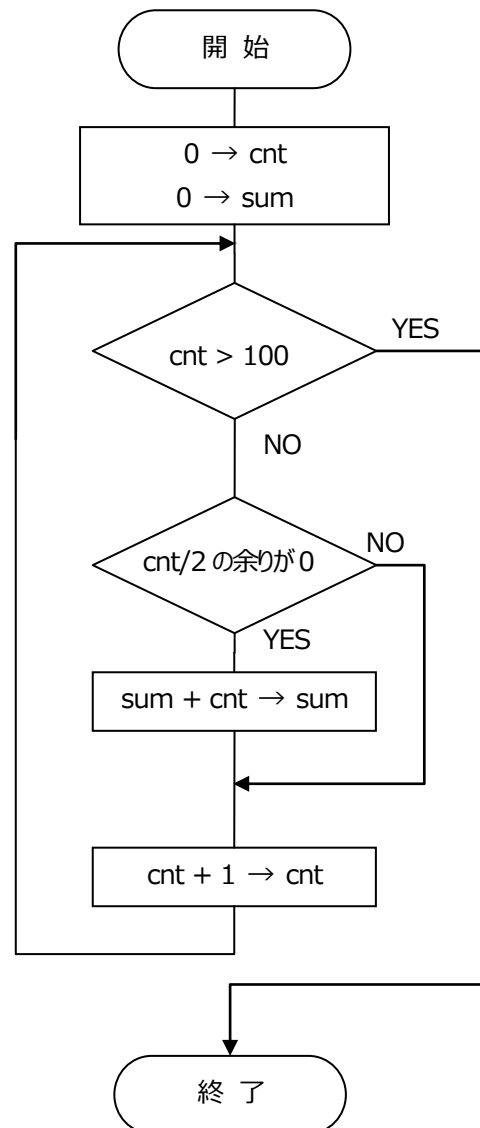 開 始
0 → cnt
0 → sum
YES
cnt > 100
NO
NO
cnt/2 の余りが 0
YES
sum + cnt → sum
cnt + 1 → cnt
終 了